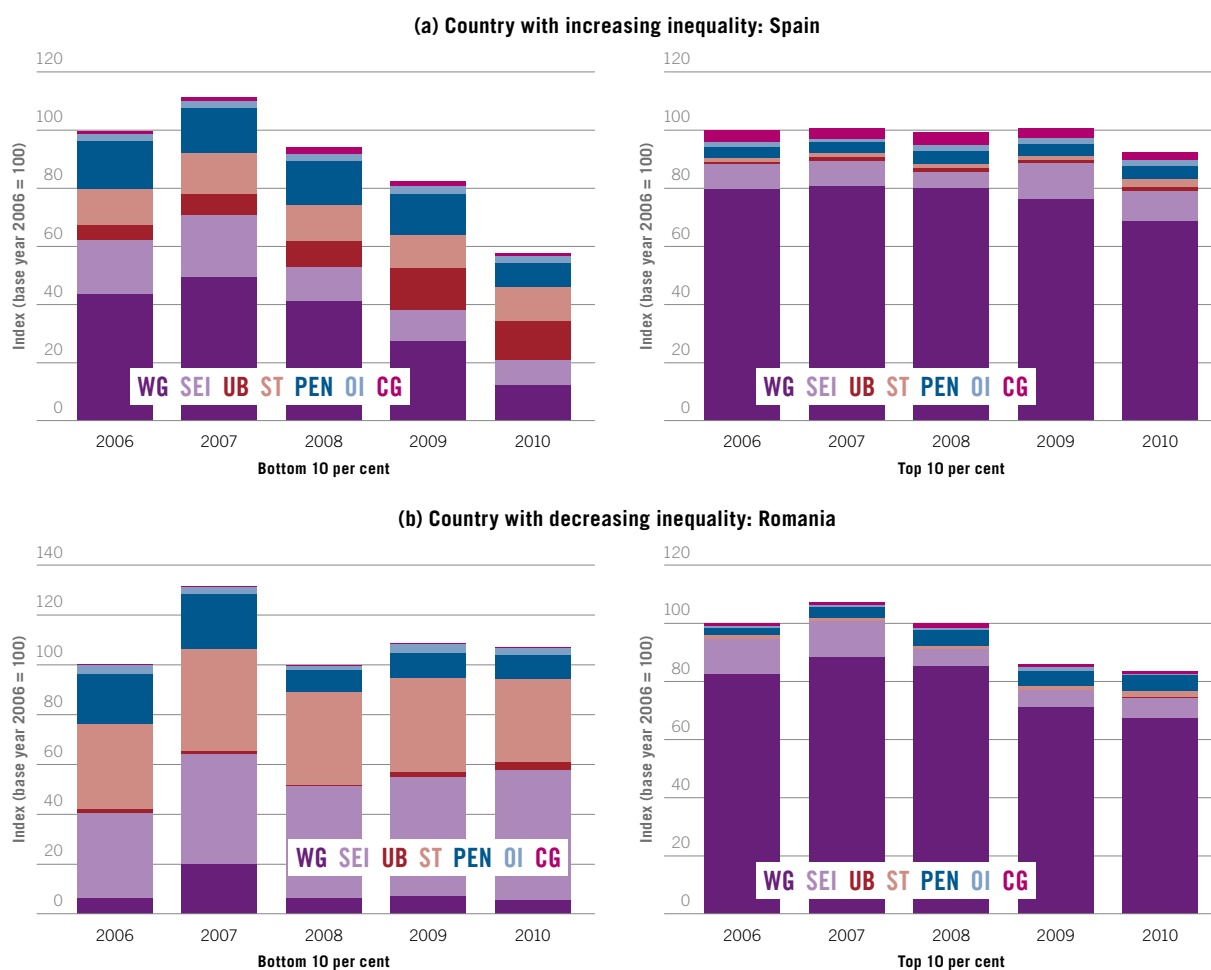 (a) Country with increasing inequality: Spain
Index (base year 2006 = 100)
120
100
80
60
40
20
0
WG SEI UB ST PEN OI CG
2006 2007 2008 2009 2010
Bottom 10 per cent
Index (base year 2006 = 100)
120
100
80
60
40
20
0
WG SEI UB ST PEN OI CG
2006 2007 2008 2009 2010
Top 10 per cent
(b) Country with decreasing inequality: Romania
Index (base year 2006 = 100)
140
120
100
80
60
40
20
0
WG SEI UB ST PEN OI CG
2006 2007 2008 2009 2010
Bottom 10 per cent
Index (base year 2006 = 100)
120
100
80
60
40
20
0
WG SEI UB ST PEN OI CG
2006 2007 2008 2009 2010
Top 10 per cent